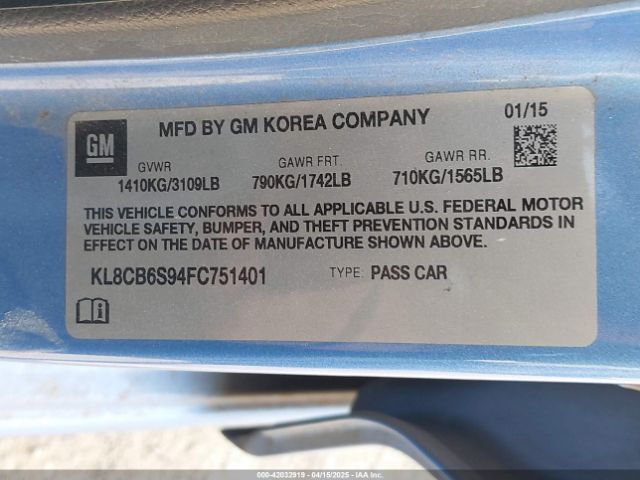 GM
MFD BY GM KOREA COMPANY
01/15
GVWR GAWR FRT. GAWR RR.
1410KG/3109LB 790KG/1742LB 710KG/1565LB
THIS VEHICLE CONFORMS TO ALL APPLICABLE U.S. FEDERAL MOTOR
VEHICLE SAFETY, BUMPER, AND THEFT PREVENTION STANDARDS IN
EFFECT ON THE DATE OF MANUFACTURE SHOWN ABOVE.
KL8CB6S94FC751401 TYPE: PASS CAR
000-42032919 - 04/15/2025 - IAAI.COM